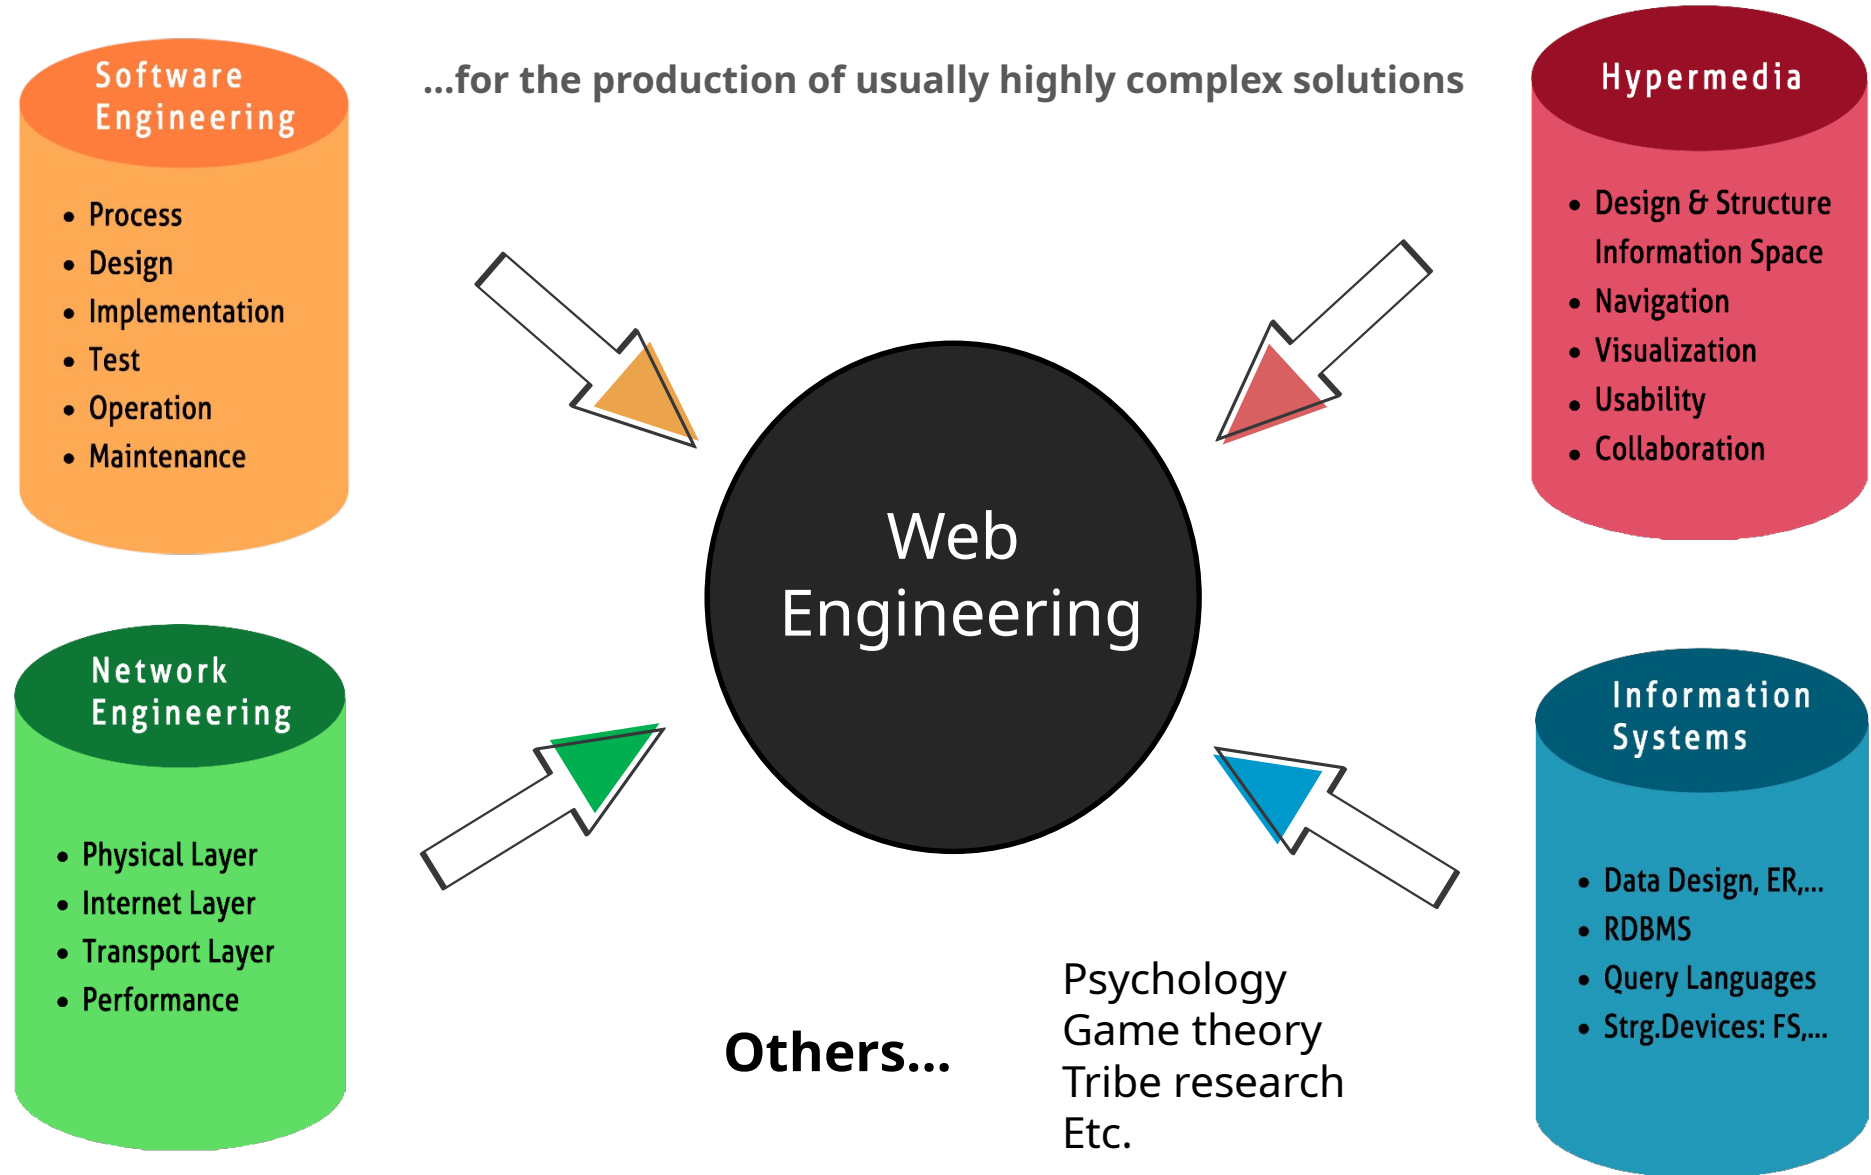 ...for the production of usually highly complex solutions
Software
Engineering
• Process
• Design
• Implementation
• Test
• Operation
• Maintenance
Hypermedia
• Design & Structure
Information Space
• Navigation
• Visualization
• Usability
• Collaboration
Web
Engineering
Network
Engineering
• Physical Layer
• Internet Layer
• Transport Layer
• Performance
Information
Systems
• Data Design, ER,...
• RDBMS
• Query Languages
• Strg.Devices: FS,...
Others...
Psychology
Game theory
Tribe research
Etc.